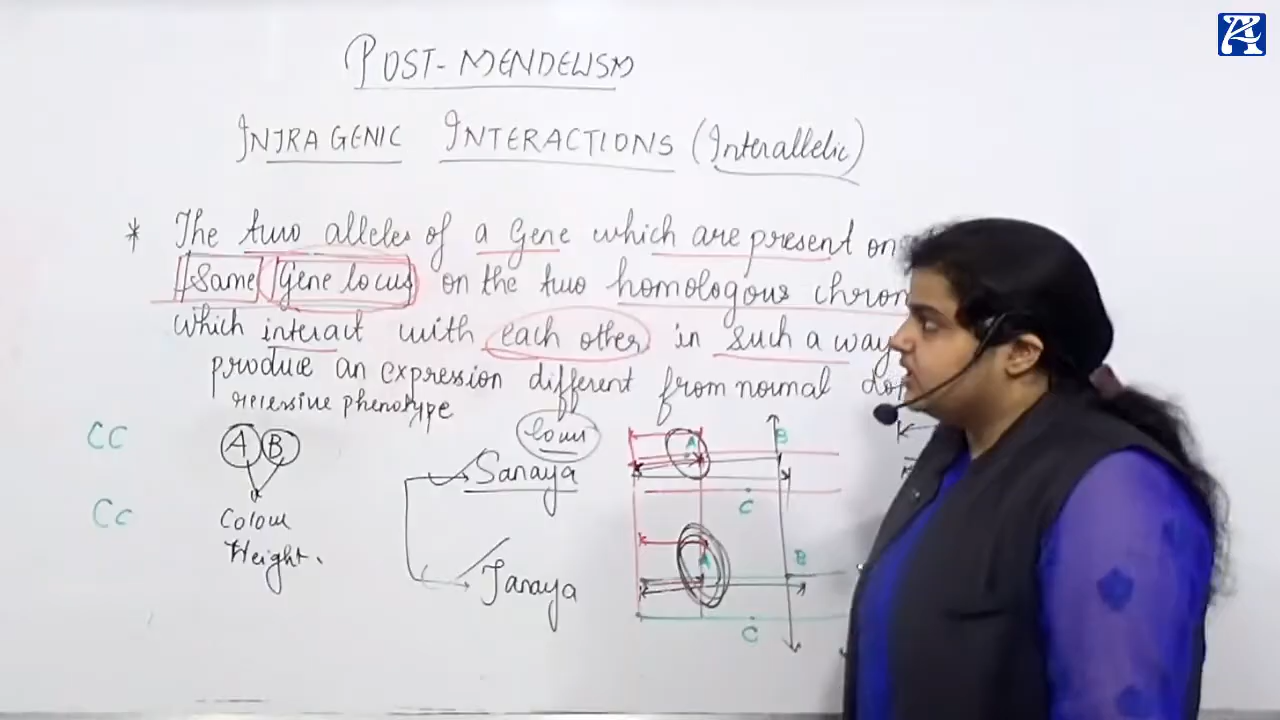 POST-MENDELISM
INTRAGENIC INTERACTIONS (Interallelic)
* The two alleles of a Gene which are present on
Same Gene locus on the two homologous chrom
which interact with each other in such a way
produce an expression different from normal do
recessive phenotype
CC A B locus A B
Sanaya
C
Cc Colour
Height. A B
Tanaya
C